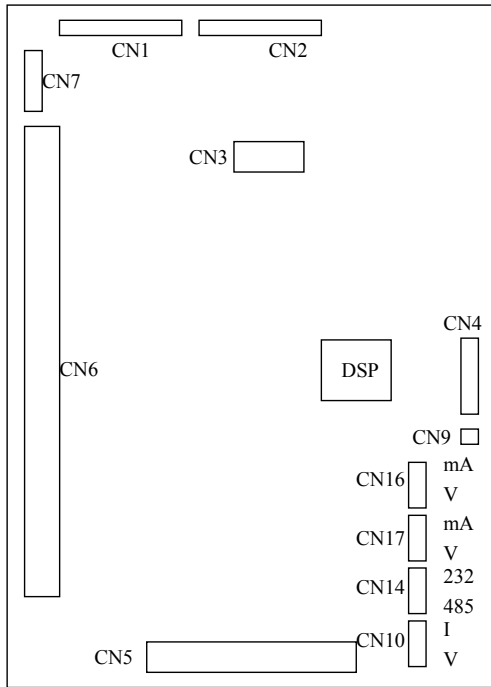 CN1
CN2
CN7
CN3
CN4
CN6
DSP
CN9
CN16
mA
V
CN17
mA
V
CN14
232
485
CN10
I
V
CN5